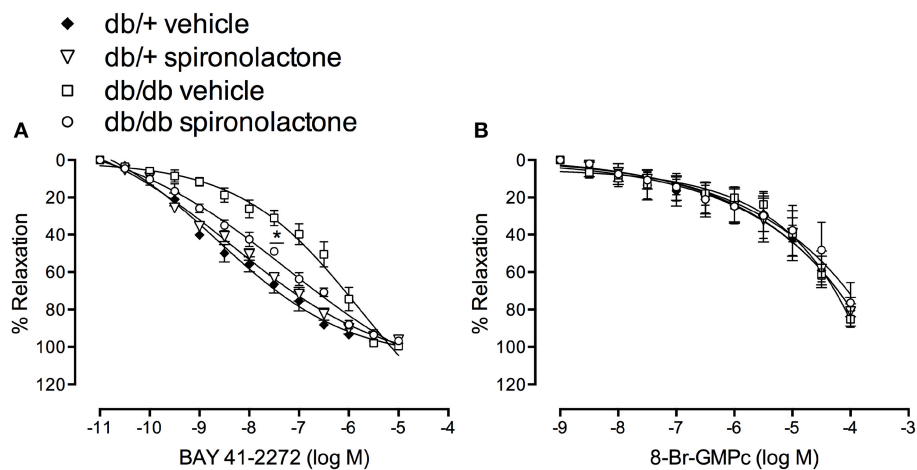 db/+ vehicle
db/+ spironolactone
db/db vehicle
db/db spironolactone
A
B
% Relaxation
0
20
40
60
80
100
120
*
-11 -10 -9 -8 -7 -6 -5 -4
BAY 41-2272 (log M)
% Relaxation
0
20
40
60
80
100
120
-9 -8 -7 -6 -5 -4 -3
8-Br-GMPc (log M)